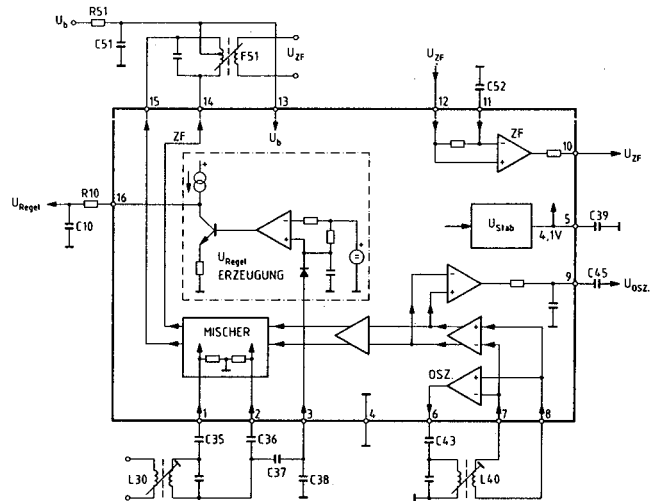 U_b R51
C51
F51
U_ZF
U_ZF
C52
15 14 13 12 11
ZF
U_b
ZF
10 U_ZF
U_Regel R10 16
C10
U_Stab
5 C39
4,1V
U_Regel
ERZEUGUNG
9 C45
U_OSZ.
MISCHER
OSZ.
1 2 3 4 6 7 8
C35 C36 C43
C37
L30 C38 L40